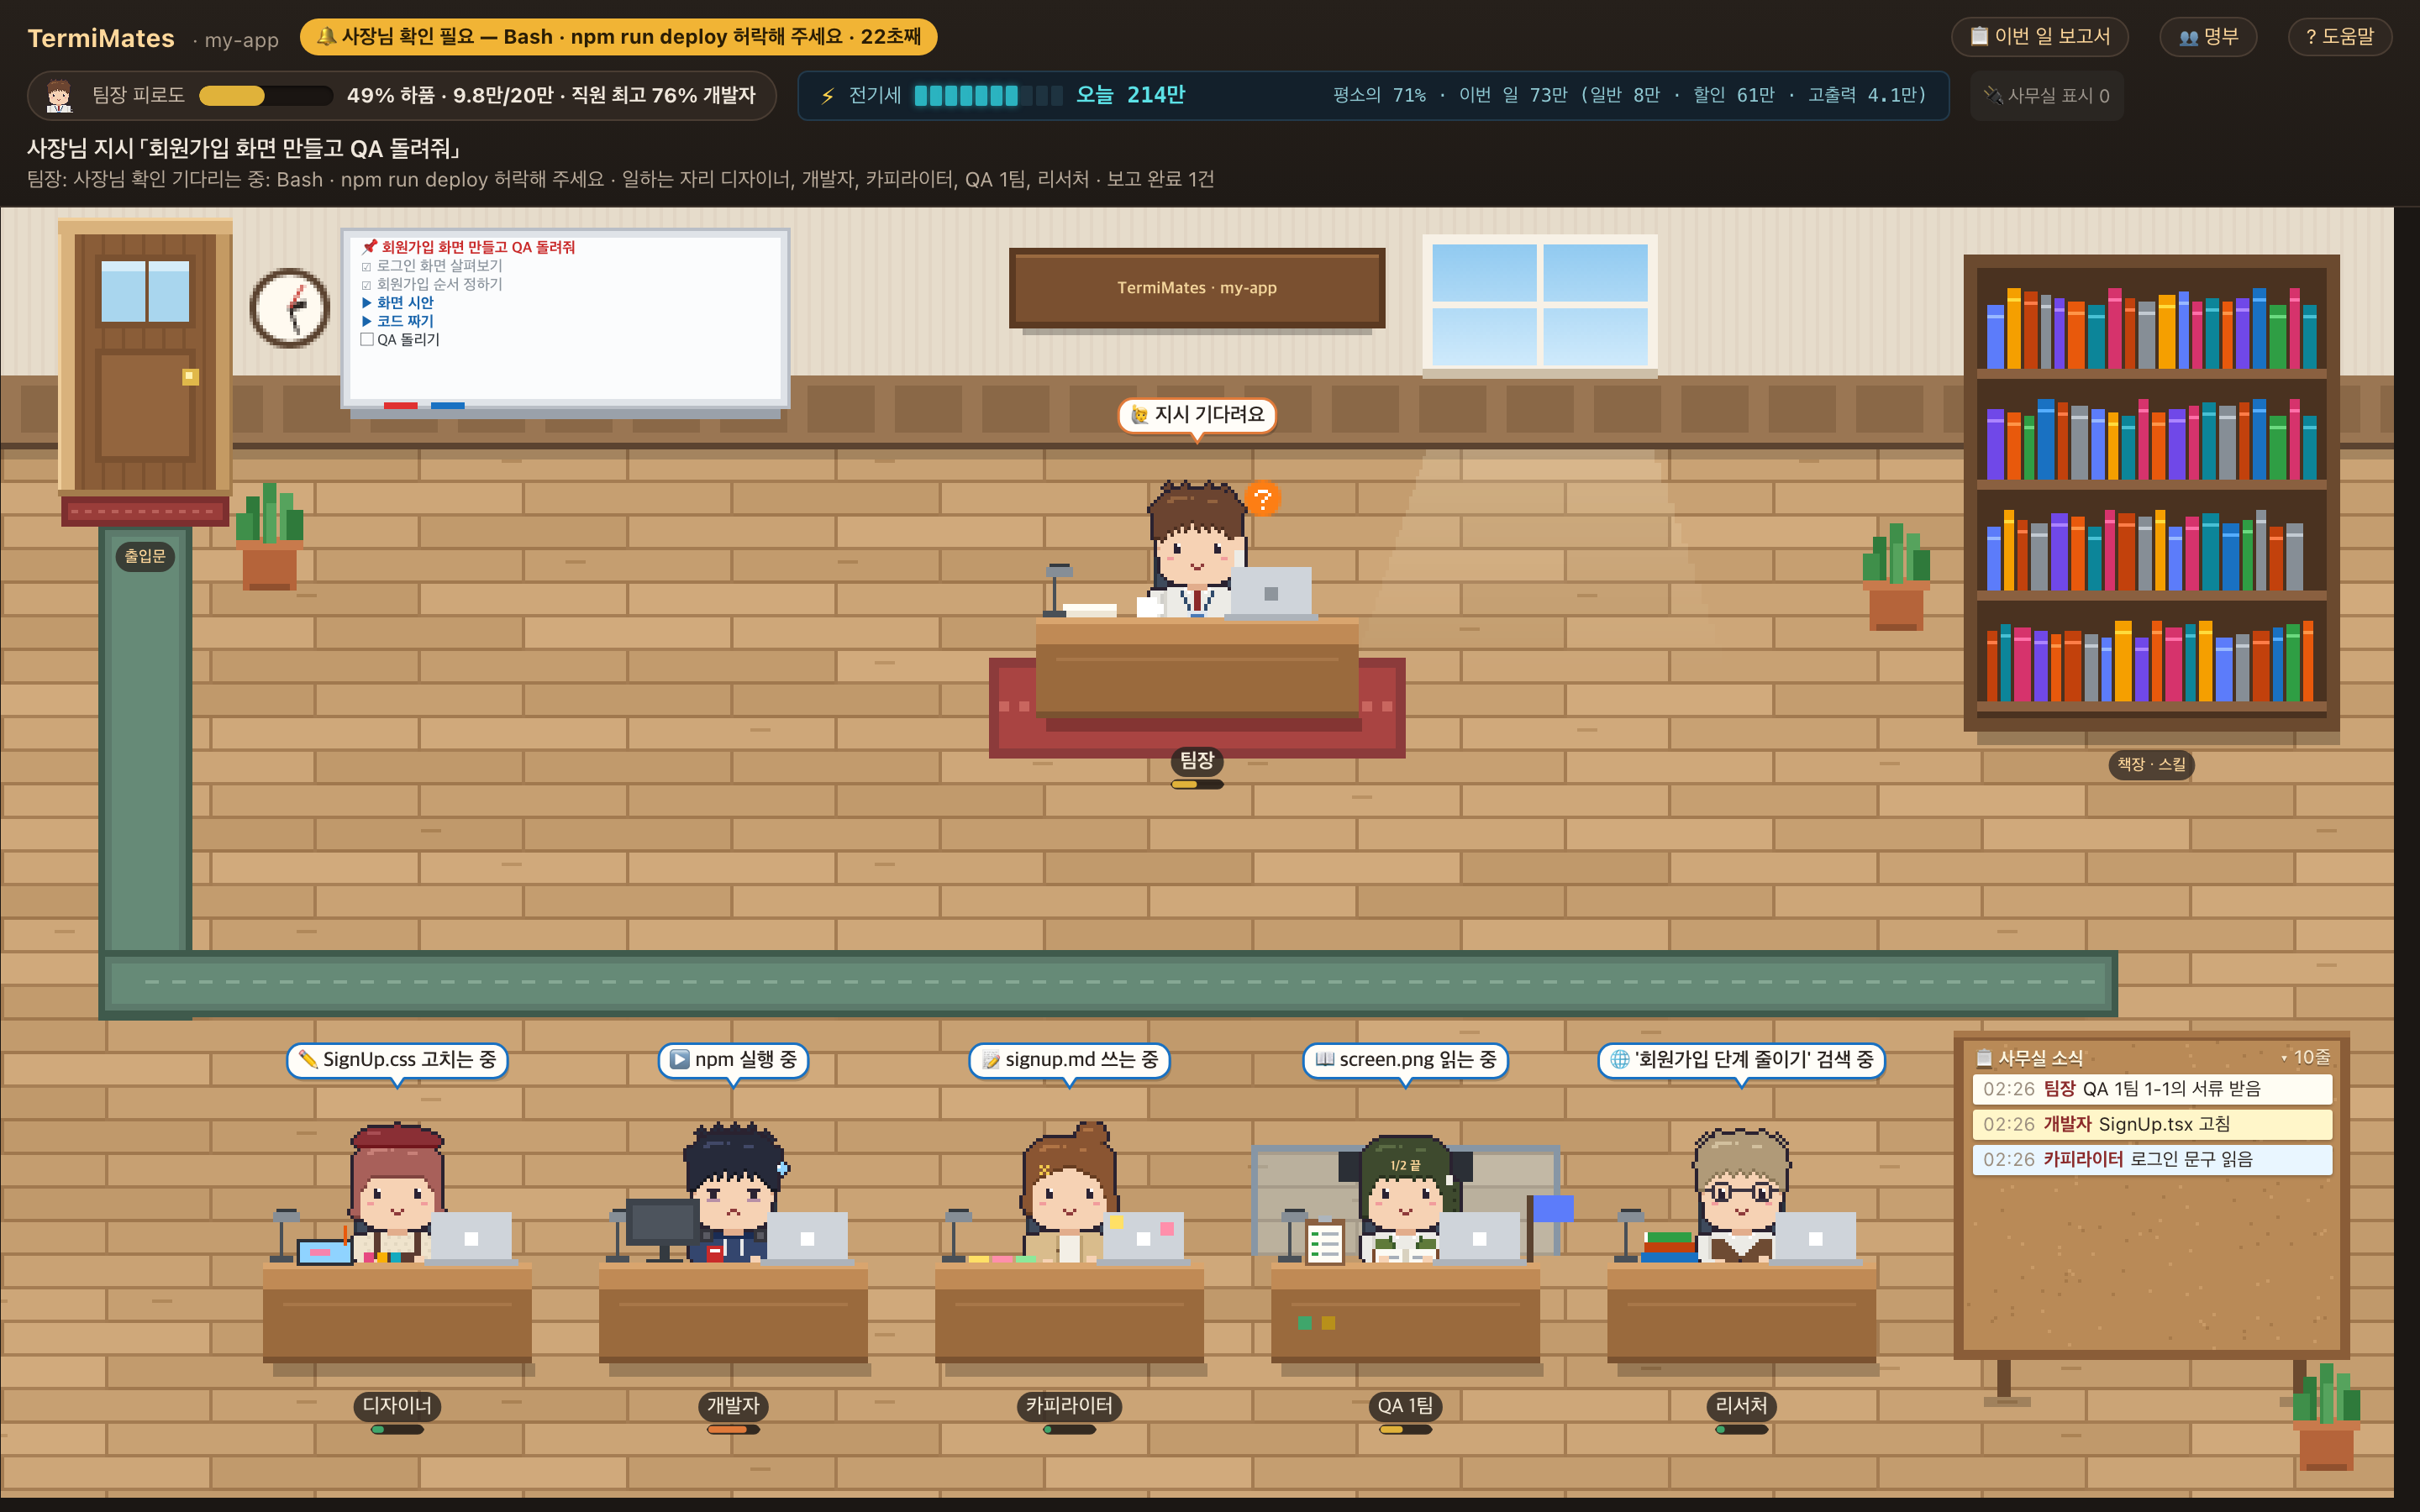 TermiMates · my-app
🔔 사장님 확인 필요 — Bash · npm run deploy 허락해 주세요 · 22초째
📋 이번 일 보고서
👥 명부
? 도움말
팀장 피로도 49% 하품 · 9.8만/20만 · 직원 최고 76% 개발자
⚡ 전기세 오늘 214만 평소의 71% · 이번 일 73만 (일반 8만 · 할인 61만 · 고출력 4.1만)
🔌 사무실 표시 0
사장님 지시 「회원가입 화면 만들고 QA 돌려줘」
팀장: 사장님 확인 기다리는 중: Bash · npm run deploy 허락해 주세요 · 일하는 자리 디자이너, 개발자, 카피라이터, QA 1팀, 리서처 · 보고 완료 1건
📌 회원가입 화면 만들고 QA 돌려줘
☑ 로그인 화면 살펴보기
☑ 회원가입 순서 정하기
▶ 화면 시안
▶ 코드 짜기
☐ QA 돌리기
TermiMates · my-app
🙋 지시 기다려요
?
출입문
팀장
책장 · 스킬
✏️ SignUp.css 고치는 중
▶️ npm 실행 중
📝 signup.md 쓰는 중
📖 screen.png 읽는 중
🌐 '회원가입 단계 줄이기' 검색 중
1/2 끝
📋 사무실 소식 ▾ 10줄
02:26 팀장 QA 1팀 1-1의 서류 받음
02:26 개발자 SignUp.tsx 고침
02:26 카피라이터 로그인 문구 읽음
디자이너
개발자
카피라이터
QA 1팀
리서처